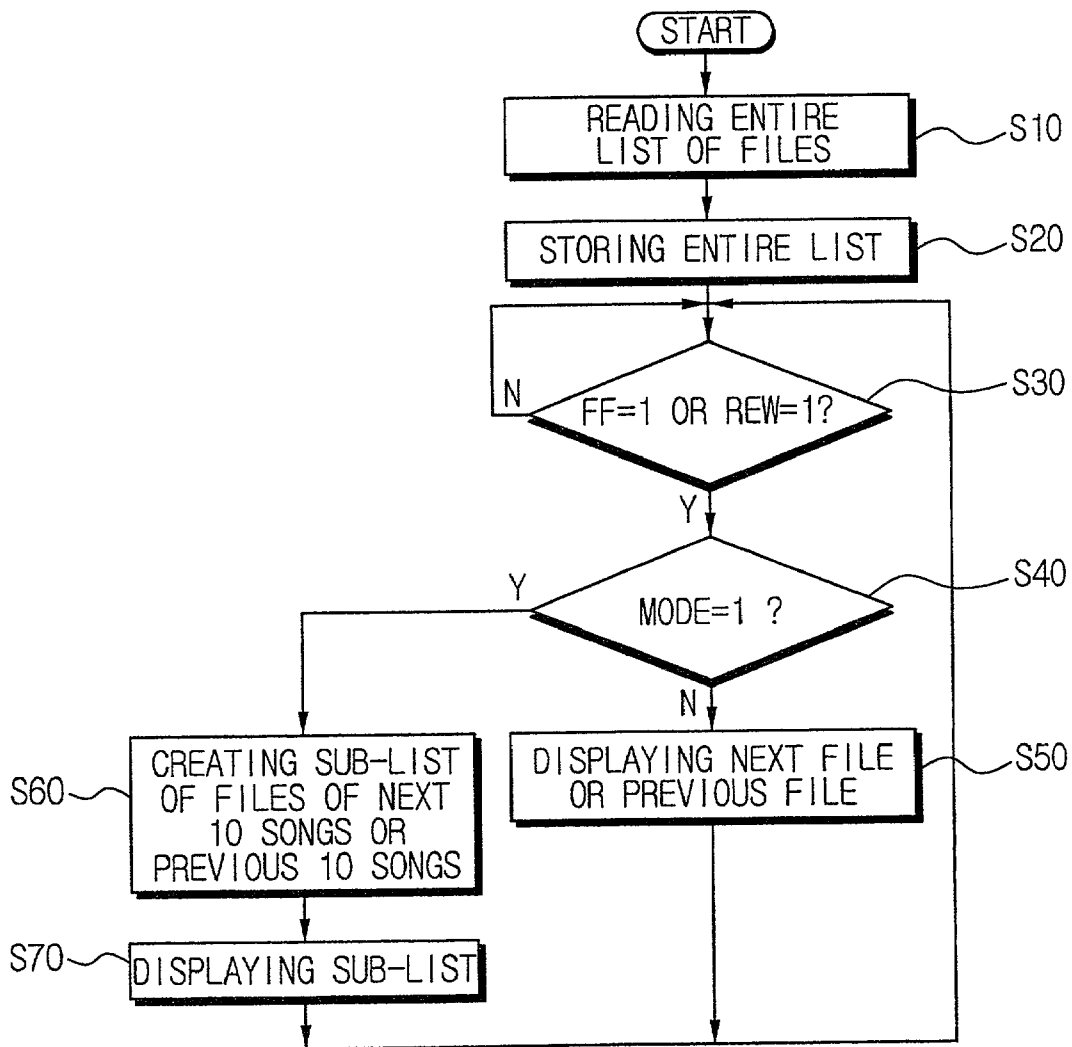 START
READING ENTIRE
LIST OF FILES
S10
STORING ENTIRE LIST
S20
N
FF=1 OR REW=1?
S30
Y
Y
MODE=1 ?
S40
N
S60
CREATING SUB-LIST
OF FILES OF NEXT
10 SONGS OR
PREVIOUS 10 SONGS
DISPLAYING NEXT FILE
OR PREVIOUS FILE
S50
S70
DISPLAYING SUB-LIST